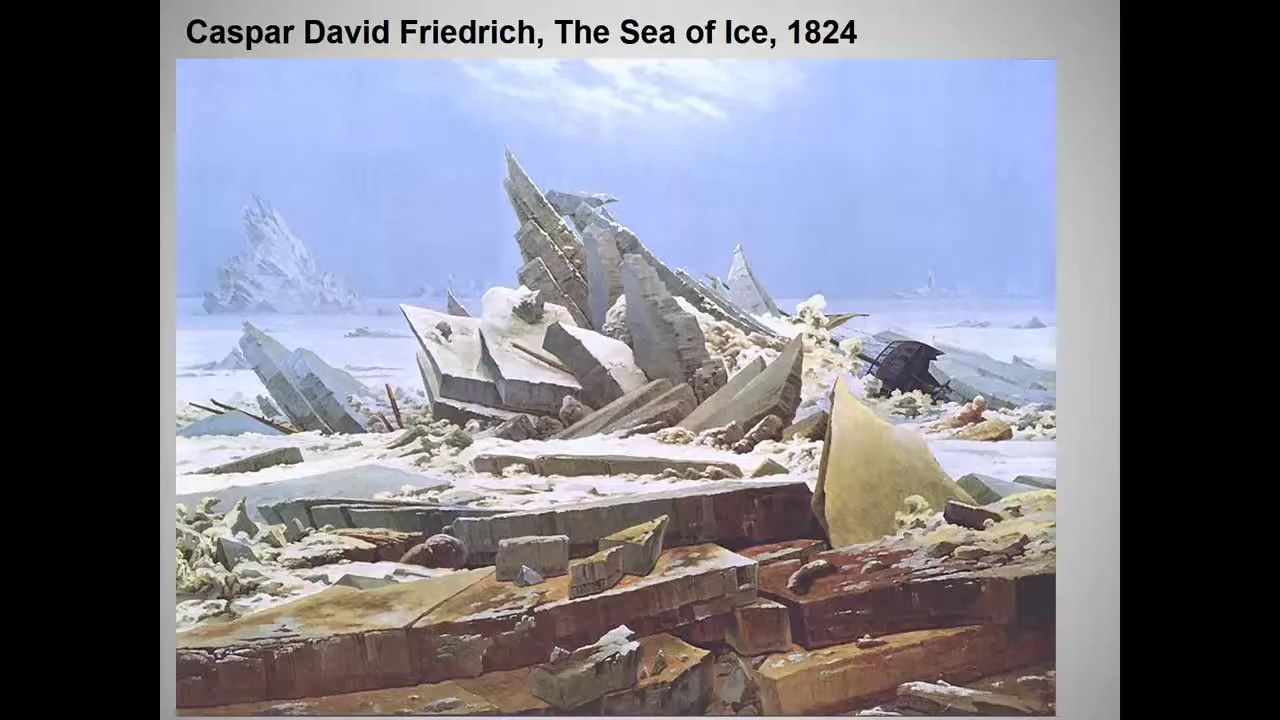 Caspar David Friedrich, The Sea of Ice, 1824